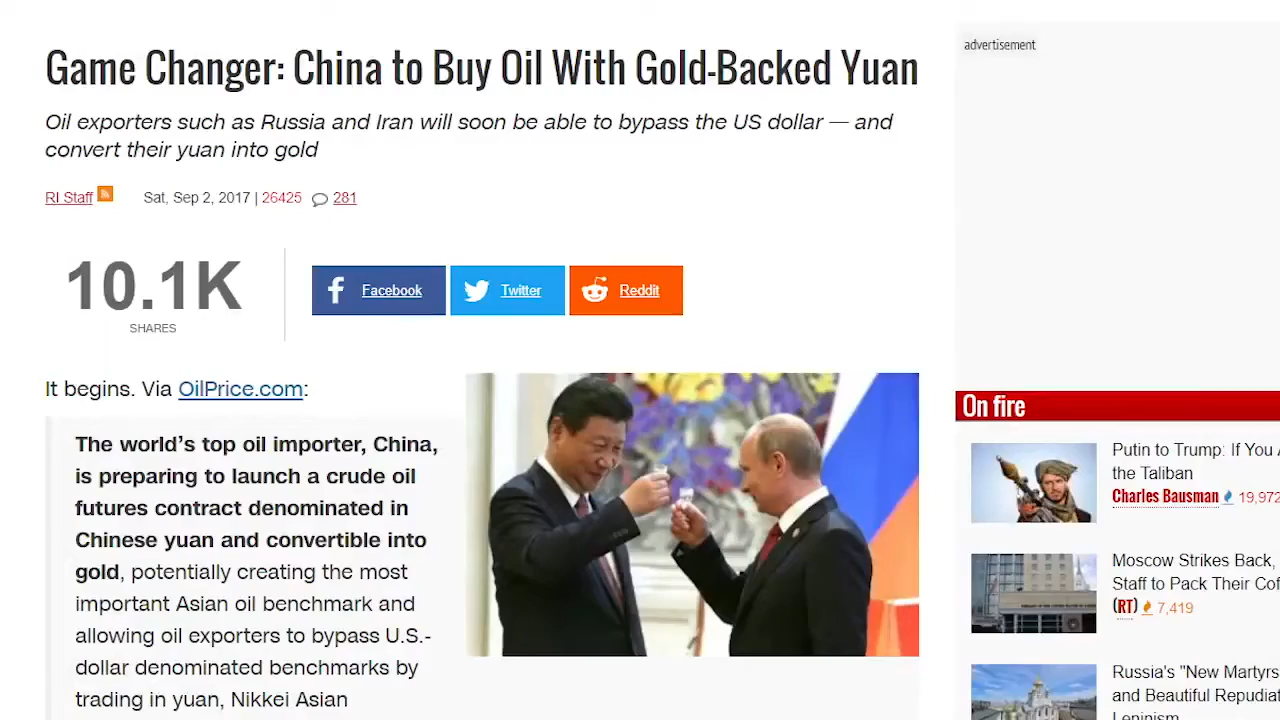 Game Changer: China to Buy Oil With Gold-Backed Yuan
advertisement
Oil exporters such as Russia and Iran will soon be able to bypass the US dollar — and
convert their yuan into gold
RI Staff Sat, Sep 2, 2017 | 26425 281
10.1K
SHARES
Facebook
Twitter
Reddit
It begins. Via OilPrice.com:
The world's top oil importer, China,
is preparing to launch a crude oil
futures contract denominated in
Chinese yuan and convertible into
gold, potentially creating the most
important Asian oil benchmark and
allowing oil exporters to bypass U.S.-
dollar denominated benchmarks by
trading in yuan, Nikkei Asian
On fire
Putin to Trump: If You
the Taliban
Charles Bausman 19,972
Moscow Strikes Back,
Staff to Pack Their
(RT) 7,419
Russia's "New Martyrs
and Beautiful
Leninism